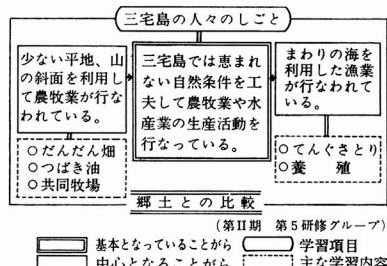 三宅島の人々のしごと
少ない平地、山
の斜面を利用し
て農牧業が行な
われている。
三宅島では恵まれ
ない自然条件を工
夫して農牧業や水
産業の生産活動を
行なっている。
まわりの海を
利用した漁業
が行なわれて
いる。
○だんだん畑
○つばき油
○共同牧場
○てんぐさとり
○養殖
郷土との比較
(第Ⅱ期 第5研修グループ)
基本となっていることがら
学習項目
中心となることがら
主な学習内容